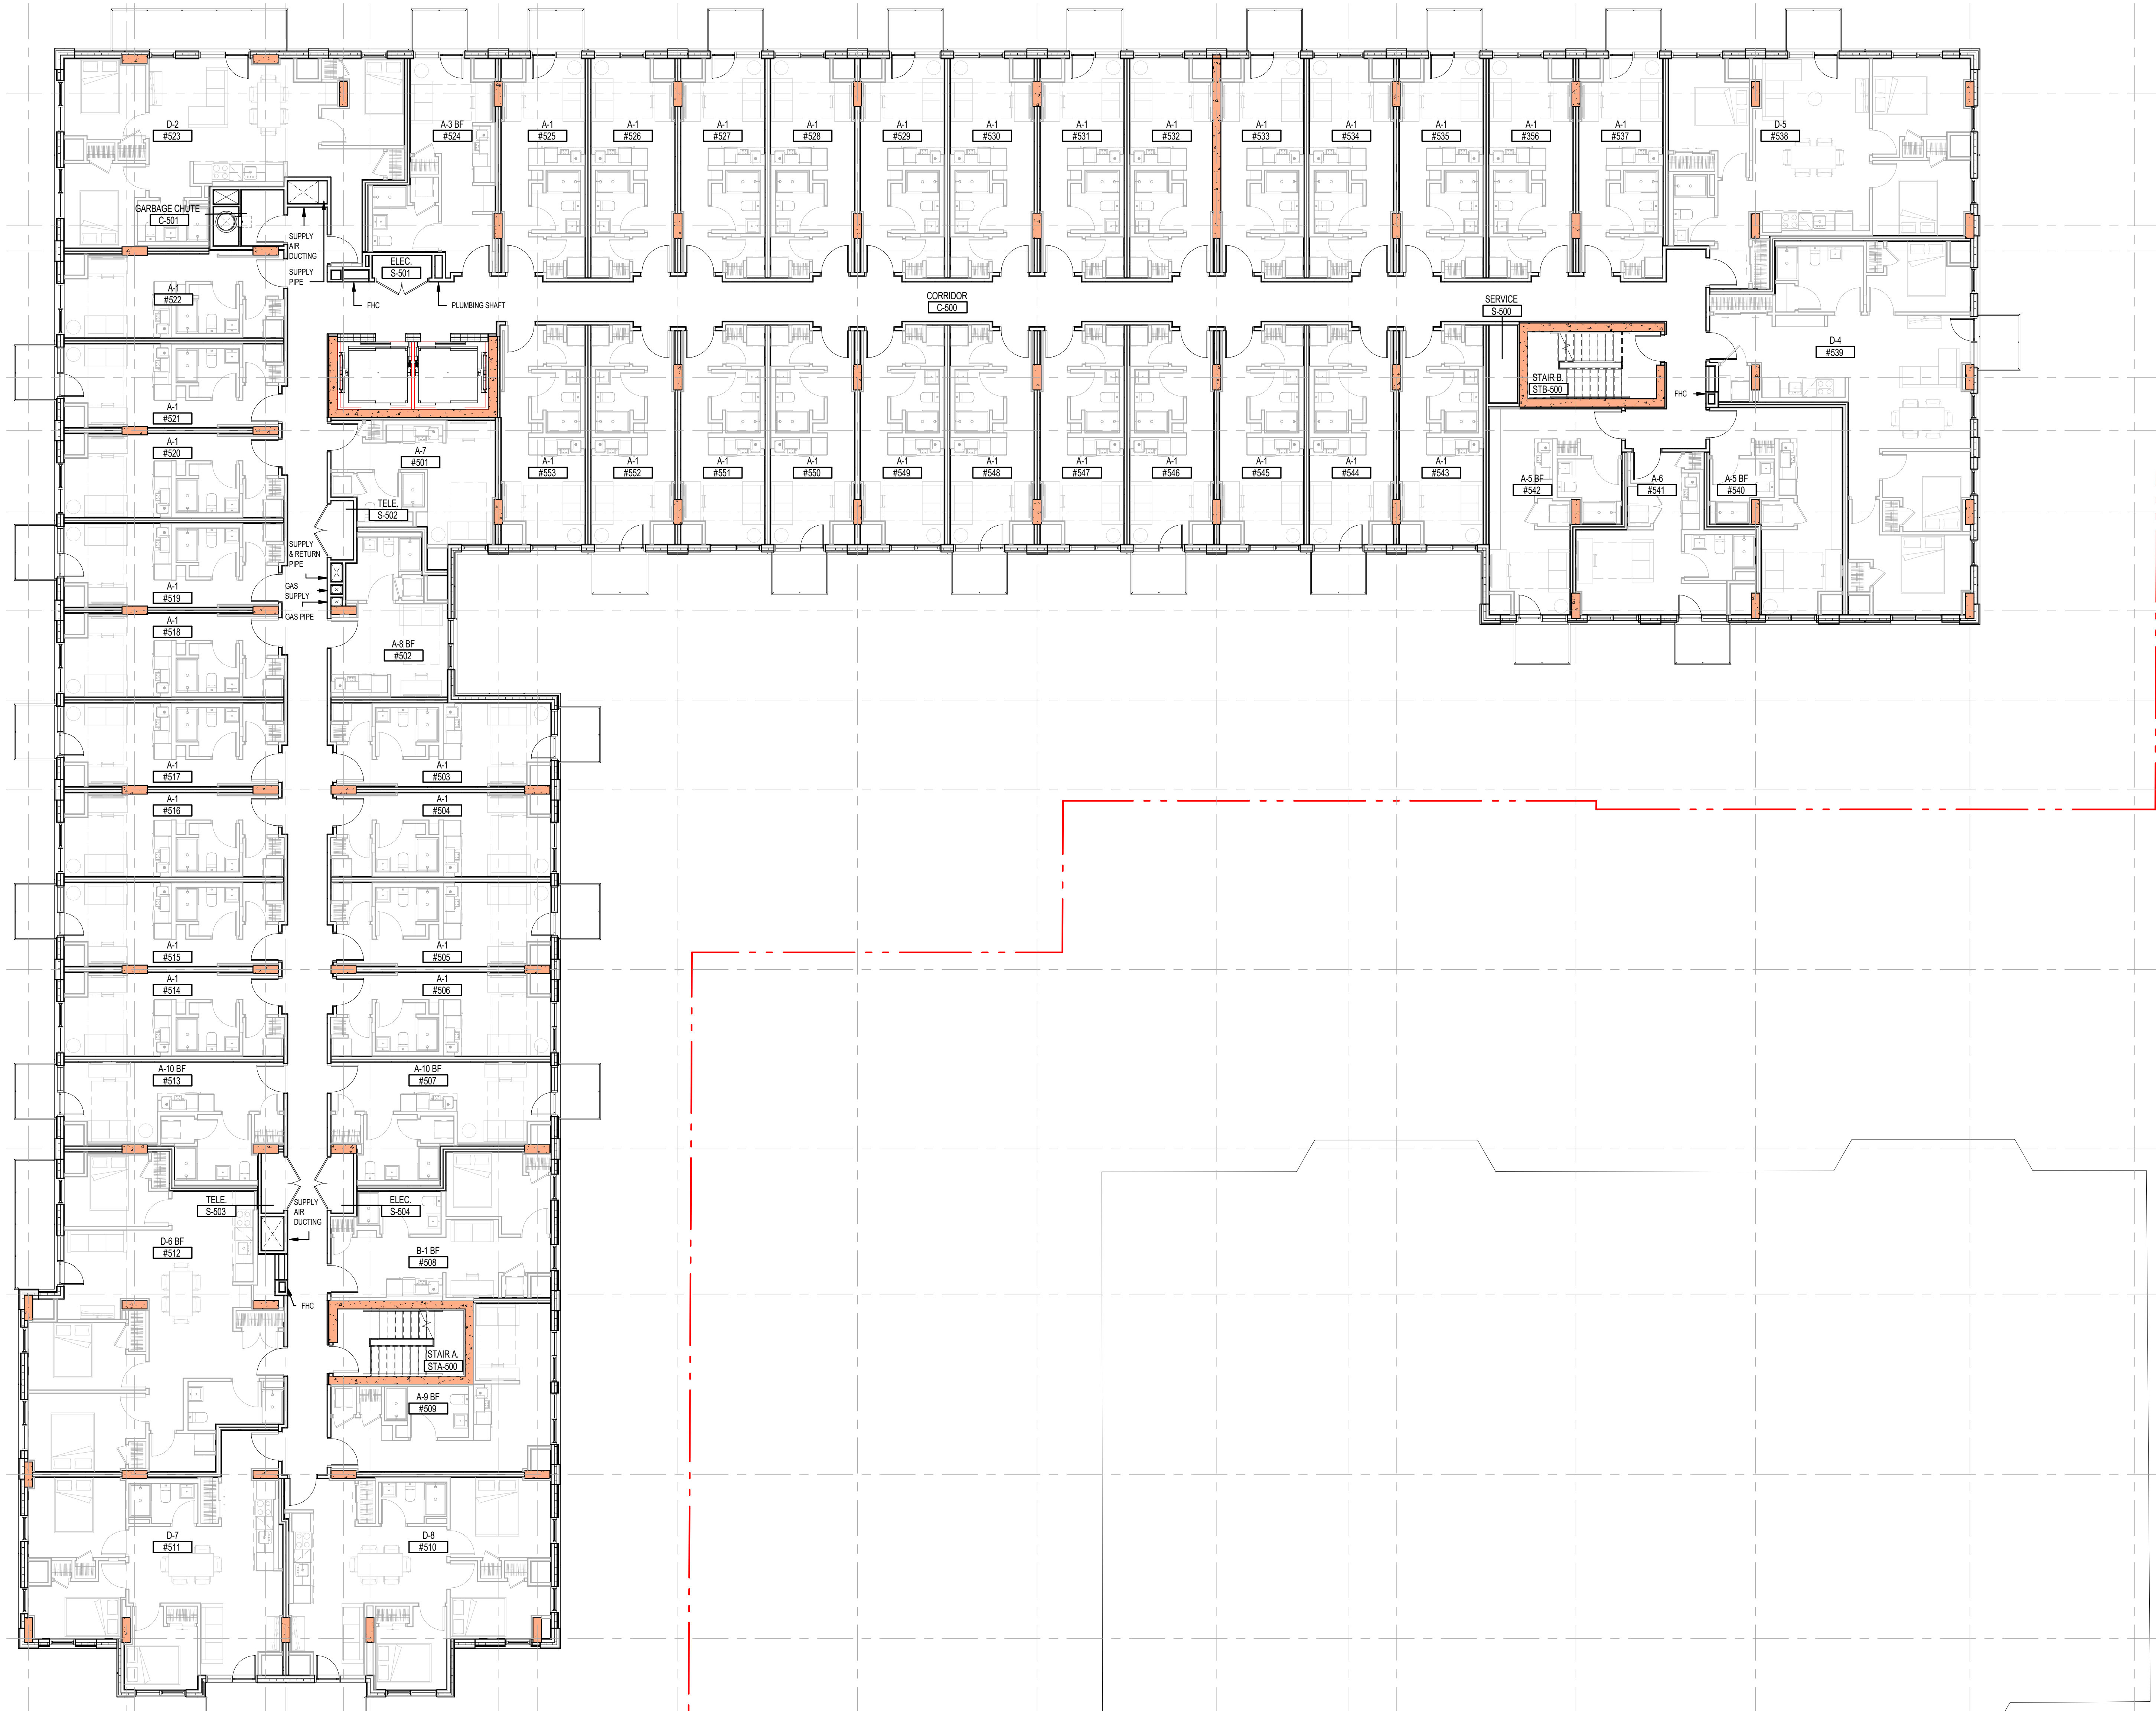 D-2
#523
A-3 BF
#524
A-1
#525
A-1
#526
A-1
#527
A-1
#528
A-1
#529
A-1
#530
A-1
#531
A-1
#532
A-1
#533
A-1
#534
A-1
#535
A-1
#356
A-1
#537
D-5
#538
GARBAGE CHUTE
C-501
SUPPLY
AIR
DUCTING
SUPPLY
PIPE
ELEC.
S-501
FHC
PLUMBING SHAFT
A-1
#522
CORRIDOR
C-500
SERVICE
S-500
D-4
#539
STAIR B.
STB-500
FHC
A-1
#521
A-1
#520
A-7
#501
A-1
#553
A-1
#552
A-1
#551
A-1
#550
A-1
#549
A-1
#548
A-1
#547
A-1
#546
A-1
#545
A-1
#544
A-1
#543
A-5 BF
#542
A-6
#541
A-5 BF
#540
TELE.
S-502
SUPPLY
& RETURN
PIPE
GAS
SUPPLY
GAS PIPE
A-1
#519
A-1
#518
A-8 BF
#502
A-1
#517
A-1
#503
A-1
#516
A-1
#504
A-1
#515
A-1
#505
A-1
#514
A-1
#506
A-10 BF
#513
A-10 BF
#507
TELE.
S-503
SUPPLY
AIR
DUCTING
ELEC.
S-504
D-6 BF
#512
B-1 BF
#508
FHC
STAIR A.
STA-500
A-9 BF
#509
D-7
#511
D-8
#510